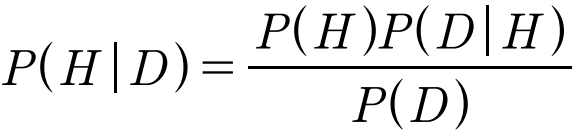 P(H|D) = P(H)P(D|H) / P(D)